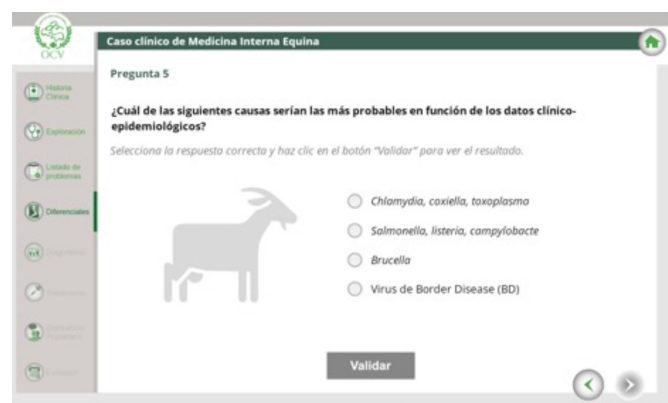 OCV
Caso clínico de Medicina Interna Equina
Pregunta 5
¿Cuál de las siguientes causas serían las más probables en función de los datos clínico-
epidemiológicos?
Selecciona la respuesta correcta y haz clic en el botón "Validar" para ver el resultado.
Historia
Clínica
Exploración
Listado de
problemas
Diferenciales
Chlamydia, coxiella, toxoplasma
Salmonella, listeria, campylobacte
Brucella
Virus de Border Disease (BD)
Validar